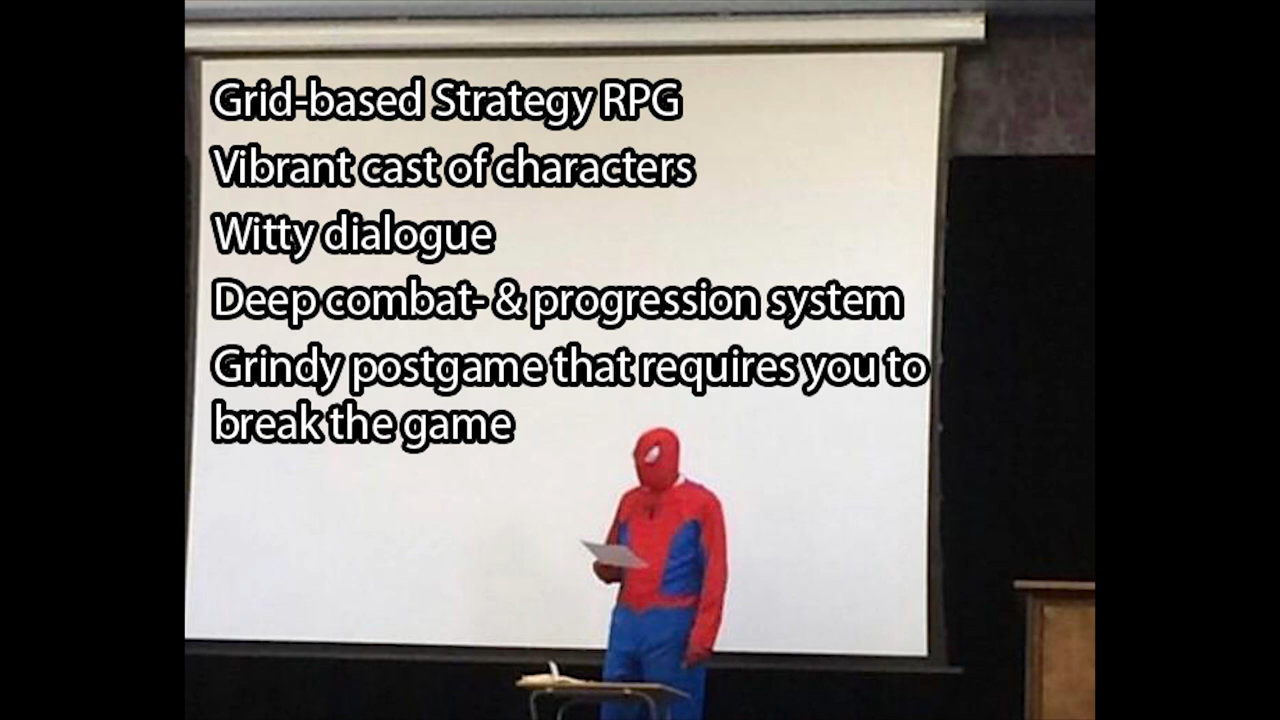 Grid-based Strategy RPG
Vibrant cast of characters
Witty dialogue
Deep combat- & progression system
Grindy postgame that requires you to
break the game